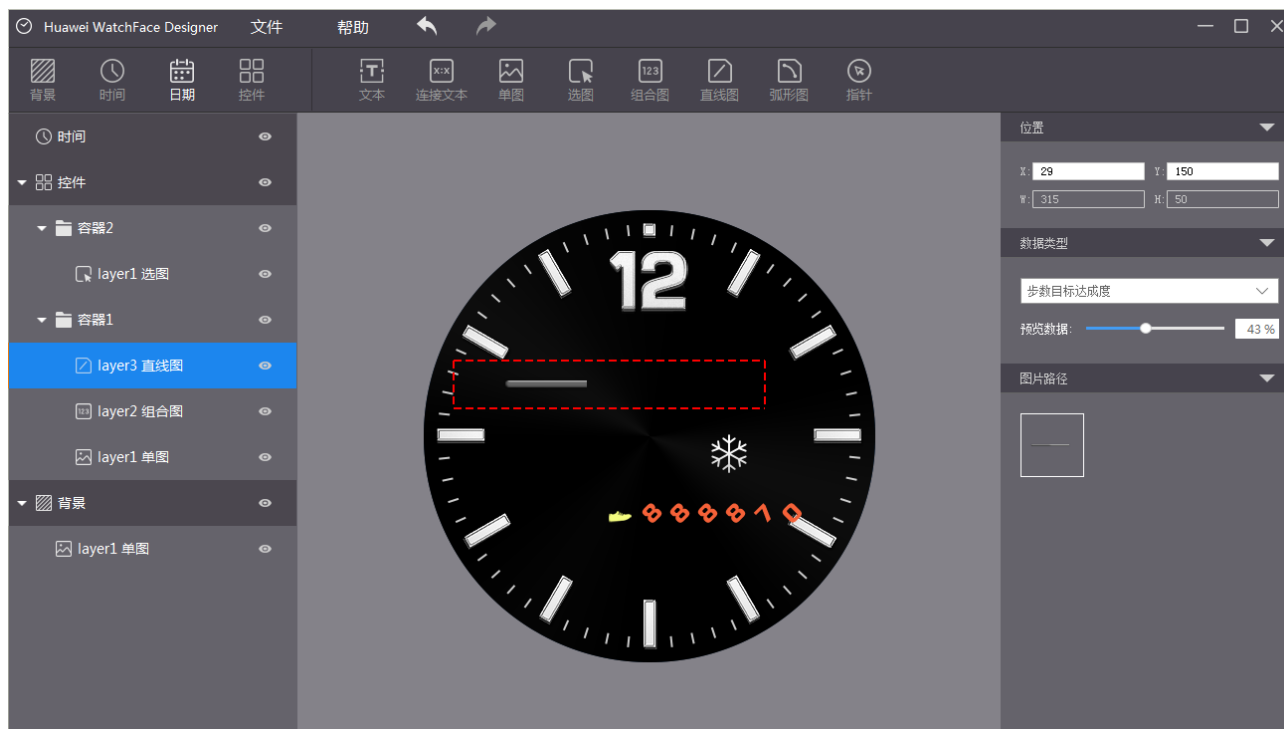 Huawei WatchFace Designer 文件 帮助
背景 时间 日期 控件 文本 连接文本 单图 选图 组合图 直线图 弧形图 指针
T X:X 123
时间
控件
容器2
layer1 选图
容器1
layer3 直线图
layer2 组合图
layer1 单图
背景
layer1 单图
12
888870
位置
X: 29 Y: 150
W: 315 H: 50
数据类型
步数目标达成度
预览数据: 43 %
图片路径